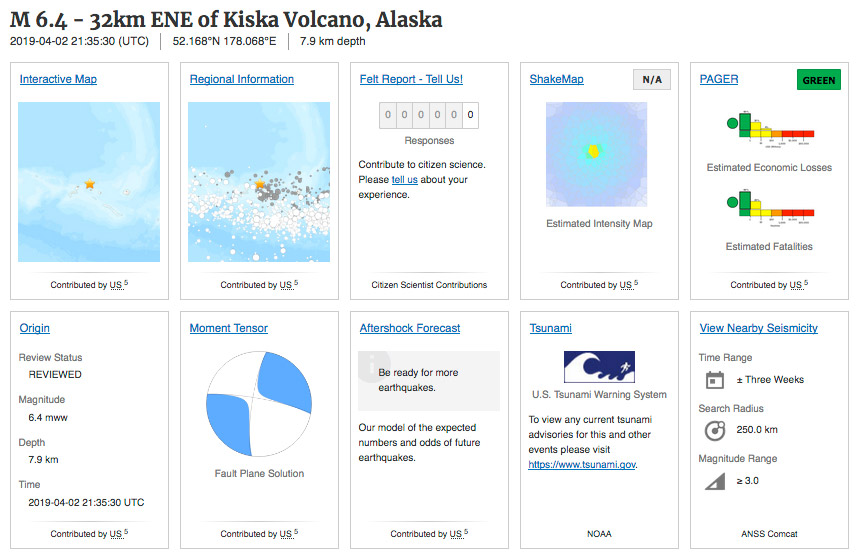 M 6.4 - 32km ENE of Kiska Volcano, Alaska
2019-04-02 21:35:30 (UTC) 52.168°N 178.068°E 7.9 km depth
Interactive Map
Contributed by US 5
Regional Information
Contributed by US 5
Felt Report - Tell Us!
0 0 0 0 0 0
Responses
Contribute to citizen science.
Please tell us about your
experience.
Citizen Scientist Contributions
ShakeMap N/A
Estimated Intensity Map
Contributed by US 5
PAGER GREEN
Estimated Economic Losses
Estimated Fatalities
Contributed by US 5
Origin
Review Status
REVIEWED
Magnitude
6.4 mww
Depth
7.9 km
Time
2019-04-02 21:35:30 UTC
Contributed by US 5
Moment Tensor
Fault Plane Solution
Contributed by US 5
Aftershock Forecast
Be ready for more
earthquakes.
Our model of the expected
numbers and odds of future
earthquakes.
Contributed by US 5
Tsunami
U.S. Tsunami Warning System
To view any current tsunami
advisories for this and other
events please visit
https://www.tsunami.gov.
NOAA
View Nearby Seismicity
Time Range
± Three Weeks
Search Radius
250.0 km
Magnitude Range
≥ 3.0
ANSS Comcat